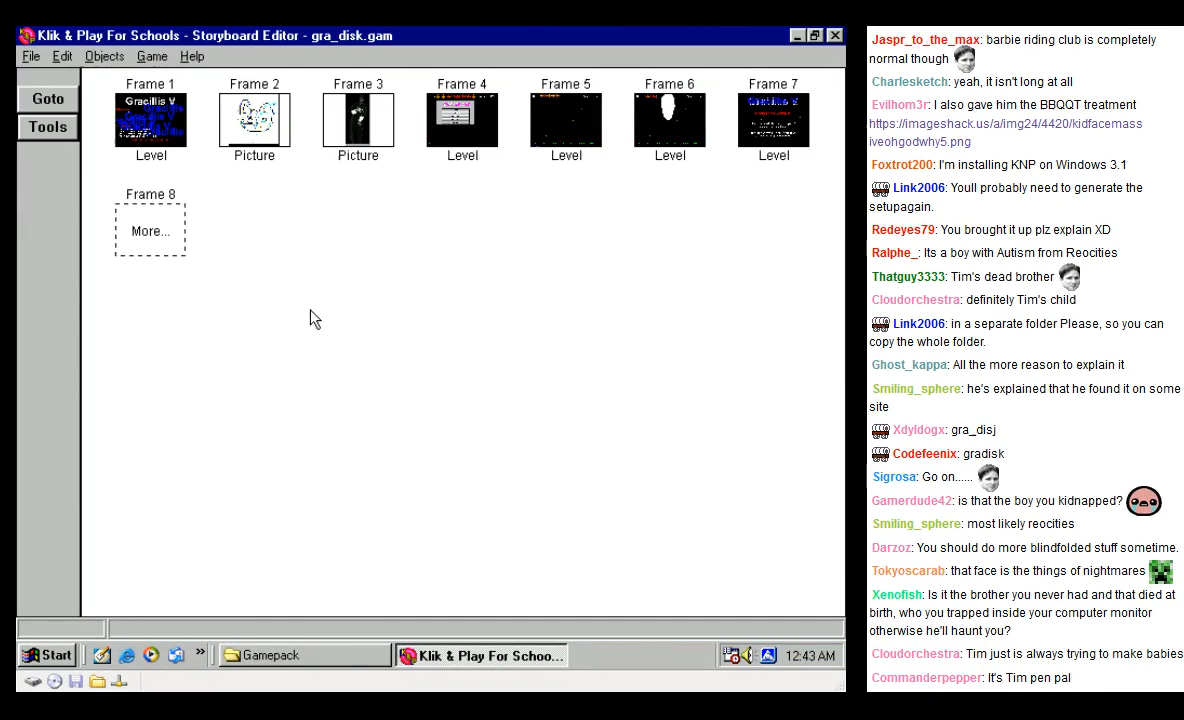 Klik & Play For Schools - Storyboard Editor - gra_disk.gam
File Edit Objects Game Help
Goto
Tools
Frame 1 Frame 2 Frame 3 Frame 4 Frame 5 Frame 6 Frame 7
Gracillis V
Gracillis V
Level Picture Picture Level Level Level Level
Frame 8
More...
Start
»
Gamepack
Klik & Play For Schoo...
12:43 AM
Jaspr_to_the_max: barbie riding club is completely
normal though
Charlesketch: yeah, it isn't long at all
Evilhom3r: I also gave him the BBQQT treatment
https://imageshack.us/a/img24/4420/kidfacemass
iveohgodwhy5.png
Foxtrot200: I'm installing KNP on Windows 3.1
Link2006: Youll probably need to generate the
setupagain.
Redeyes79: You brought it up plz explain XD
Ralphe_: Its a boy with Autism from Reocities
Thatguy3333: Tim's dead brother
Cloudorchestra: definitely Tim's child
Link2006: in a separate folder Please, so you can
copy the whole folder.
Ghost_kappa: All the more reason to explain it
Smiling_sphere: he's explained that he found it on some
site
Xdyldogx: gra_disj
Codefeenix: gradisk
Sigrosa: Go on......
Gamerdude42: is that the boy you kidnapped?
Smiling_sphere: most likely reocities
Darzoz: You should do more blindfolded stuff sometime.
Tokyoscarab: that face is the things of nightmares
Xenofish: Is it the brother you never had and that died at
birth, who you trapped inside your computer monitor
otherwise he'll haunt you?
Cloudorchestra: Tim just is always trying to make babies
Commanderpepper: It's Tim pen pal